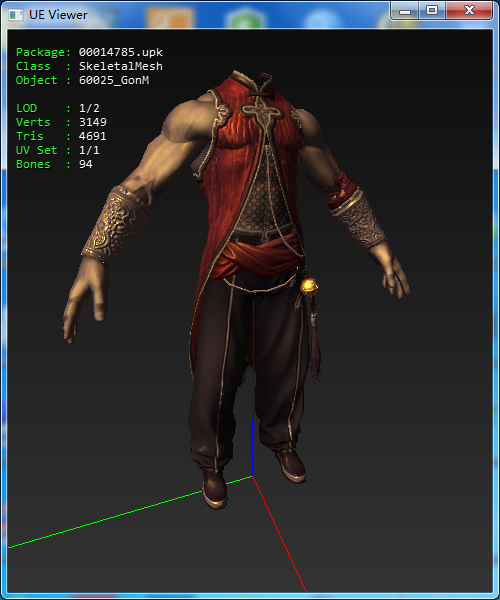 UE Viewer
Package: 00014785.upk
Class  : SkeletalMesh
Object : 60025_GonM
LOD    : 1/2
Verts  : 3149
Tris   : 4691
UV Set : 1/1
Bones  : 94